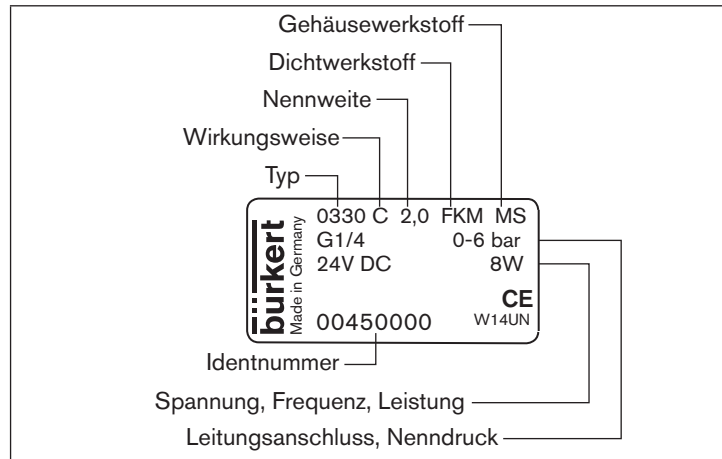 Gehäusewerkstoff
Dichtwerkstoff
Nennweite
Wirkungsweise
Typ
bürkert
Made in Germany
0330 C 2,0 FKM MS
G1/4 0-6 bar
24V DC 8W
CE
00450000 W14UN
Identnummer
Spannung, Frequenz, Leistung
Leitungsanschluss, Nenndruck